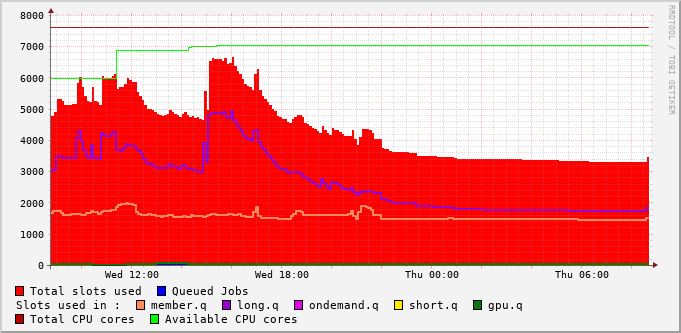 8000
7000
6000
5000
4000
3000
2000
1000
0
Wed 12:00 Wed 18:00 Thu 00:00 Thu 06:00
Total slots used Queued Jobs
Slots used in : member.q long.q ondemand.q short.q gpu.q
Total CPU cores Available CPU cores
RRDTOOL / TOBI OETIKER